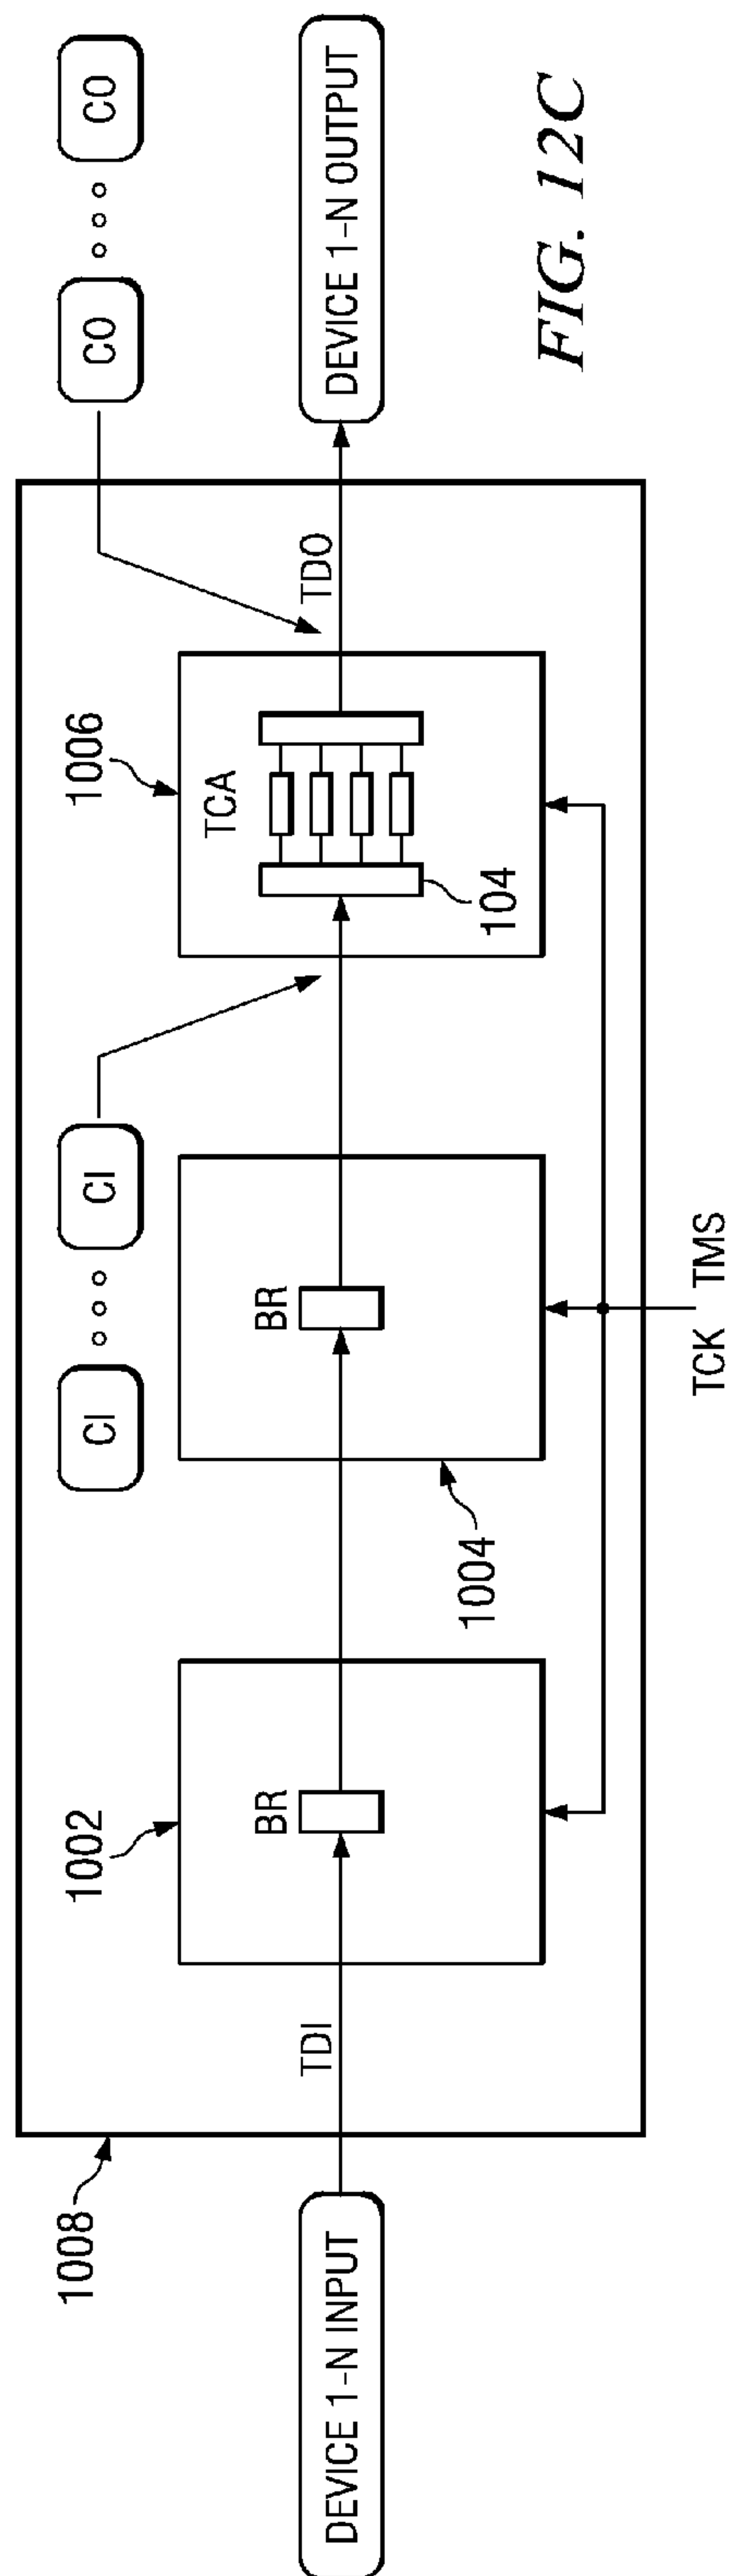 CI
CI
CO
CO
1008
1002
1006
BR
BR
TCA
DEVICE 1-N INPUT
TDI
TDO
DEVICE 1-N OUTPUT
1004
104
TCK
TMS
FIG. 12C